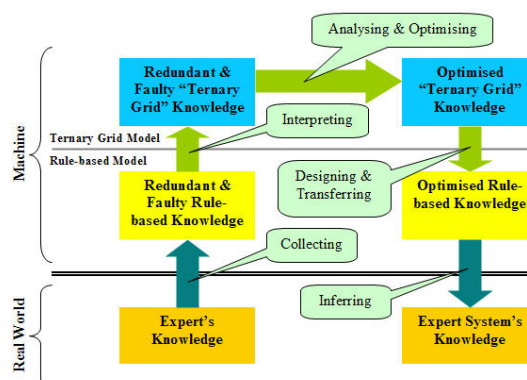 Analysing & Optimising
Redundant &
Faulty “Ternary
Grid” Knowledge
Optimised
“Ternary Grid”
Knowledge
Machine
Interpreting
Ternary Grid Model
Rule-based Model
Designing &
Transferring
Redundant &
Faulty Rule-
based Knowledge
Optimised Rule-
based Knowledge
Collecting
Inferring
Real World
Expert's
Knowledge
Expert System's
Knowledge